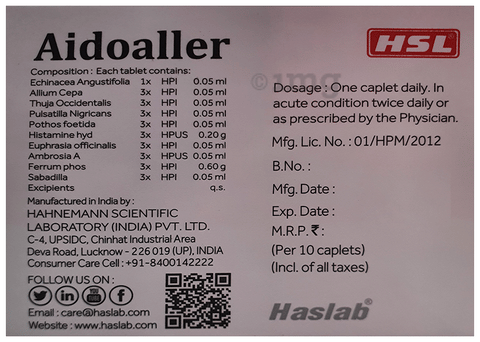 Aidoaller
Composition : Each tablet contains:
Echinacea Angustifolia 1x HPI 0.05 ml
Allium Cepa 3x HPI 0.05 ml
Thuja Occidentalis 3x HPI 0.05 ml
Pulsatilla Nigricans 3x HPI 0.05 ml
Pothos foetida 3x HPI 0.05 ml
Histamine hyd 3x HPUS 0.20 g
Euphrasia officinalis 3x HPI 0.05 ml
Ambrosia A 3x HPUS 0.05 ml
Ferrum phos 3x HPI 0.60 g
Sabadilla 3x HPI 0.05 ml
Excipients q.s.
Manufactured in India by :
HAHNEMANN SCIENTIFIC
LABORATORY (INDIA) PVT. LTD.
C-4, UPSIDC, Chinhat Industrial Area
Deva Road, Lucknow - 226 019 (UP), INDIA
Consumer Care Cell : +91-8400142222
FOLLOW US ON :
Email : care@haslab.com
Website : www.haslab.com
HSL
1mg
Dosage : One caplet daily. In
acute condition twice daily or
as prescribed by the Physician.
Mfg. Lic. No. : 01/HPM/2012
B.No. :
Mfg. Date :
Exp. Date :
M.R.P. ₹ :
(Per 10 caplets)
(Incl. of all taxes)
Haslab®